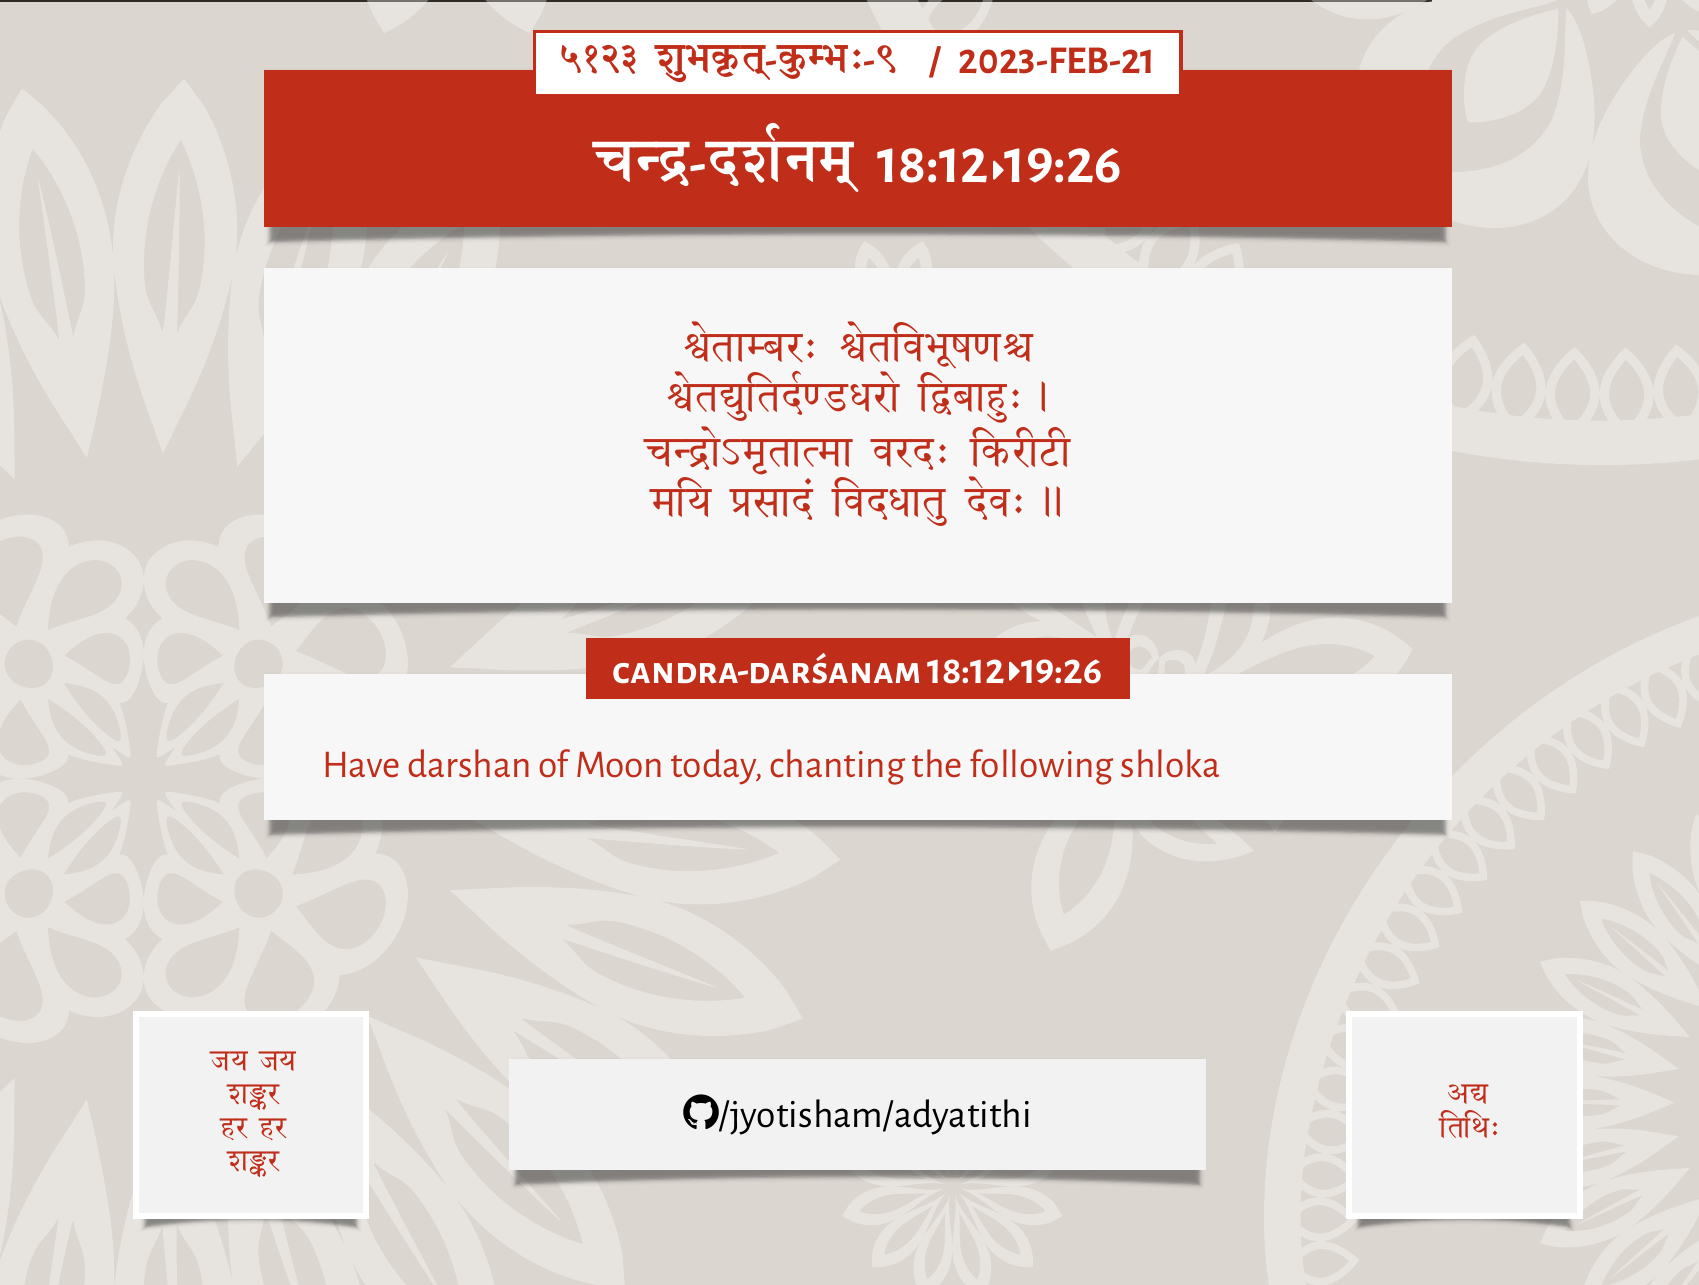 ५१२३ शुभकृत्-कुम्भः-९ / 2023-FEB-21
चन्द्र-दर्शनम् 18:12▸19:26
श्वेताम्बरः श्वेतविभूषणश्च
श्वेतद्युतिर्दण्डधरो द्विबाहुः ।
चन्द्रोऽमृतात्मा वरदः किरीटी
मयि प्रसादं विदधातु देवः ॥
CANDRA-DARŚANAM 18:12▸19:26
Have darshan of Moon today, chanting the following shloka
जय जय
शङ्कर
हर हर
शङ्कर
/jyotisham/adyatithi
अद्य
तिथिः